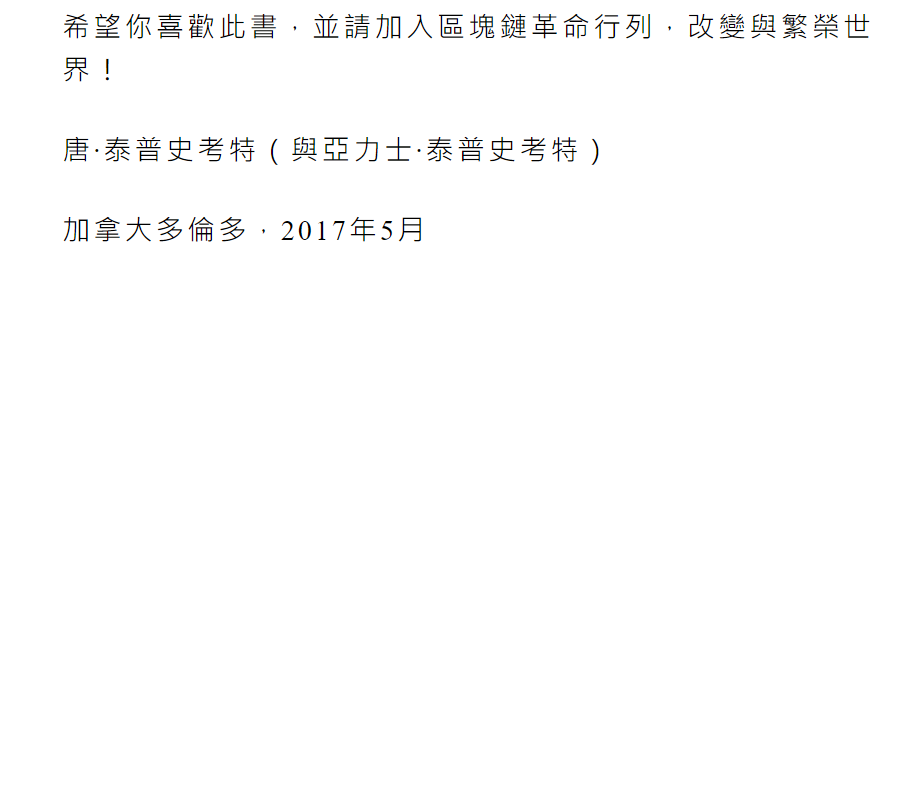 希望你喜歡此書，並請加入區塊鏈革命行列，改變與繁榮世
界！
唐·泰普史考特（與亞力士·泰普史考特）
加拿大多倫多，2017年5月